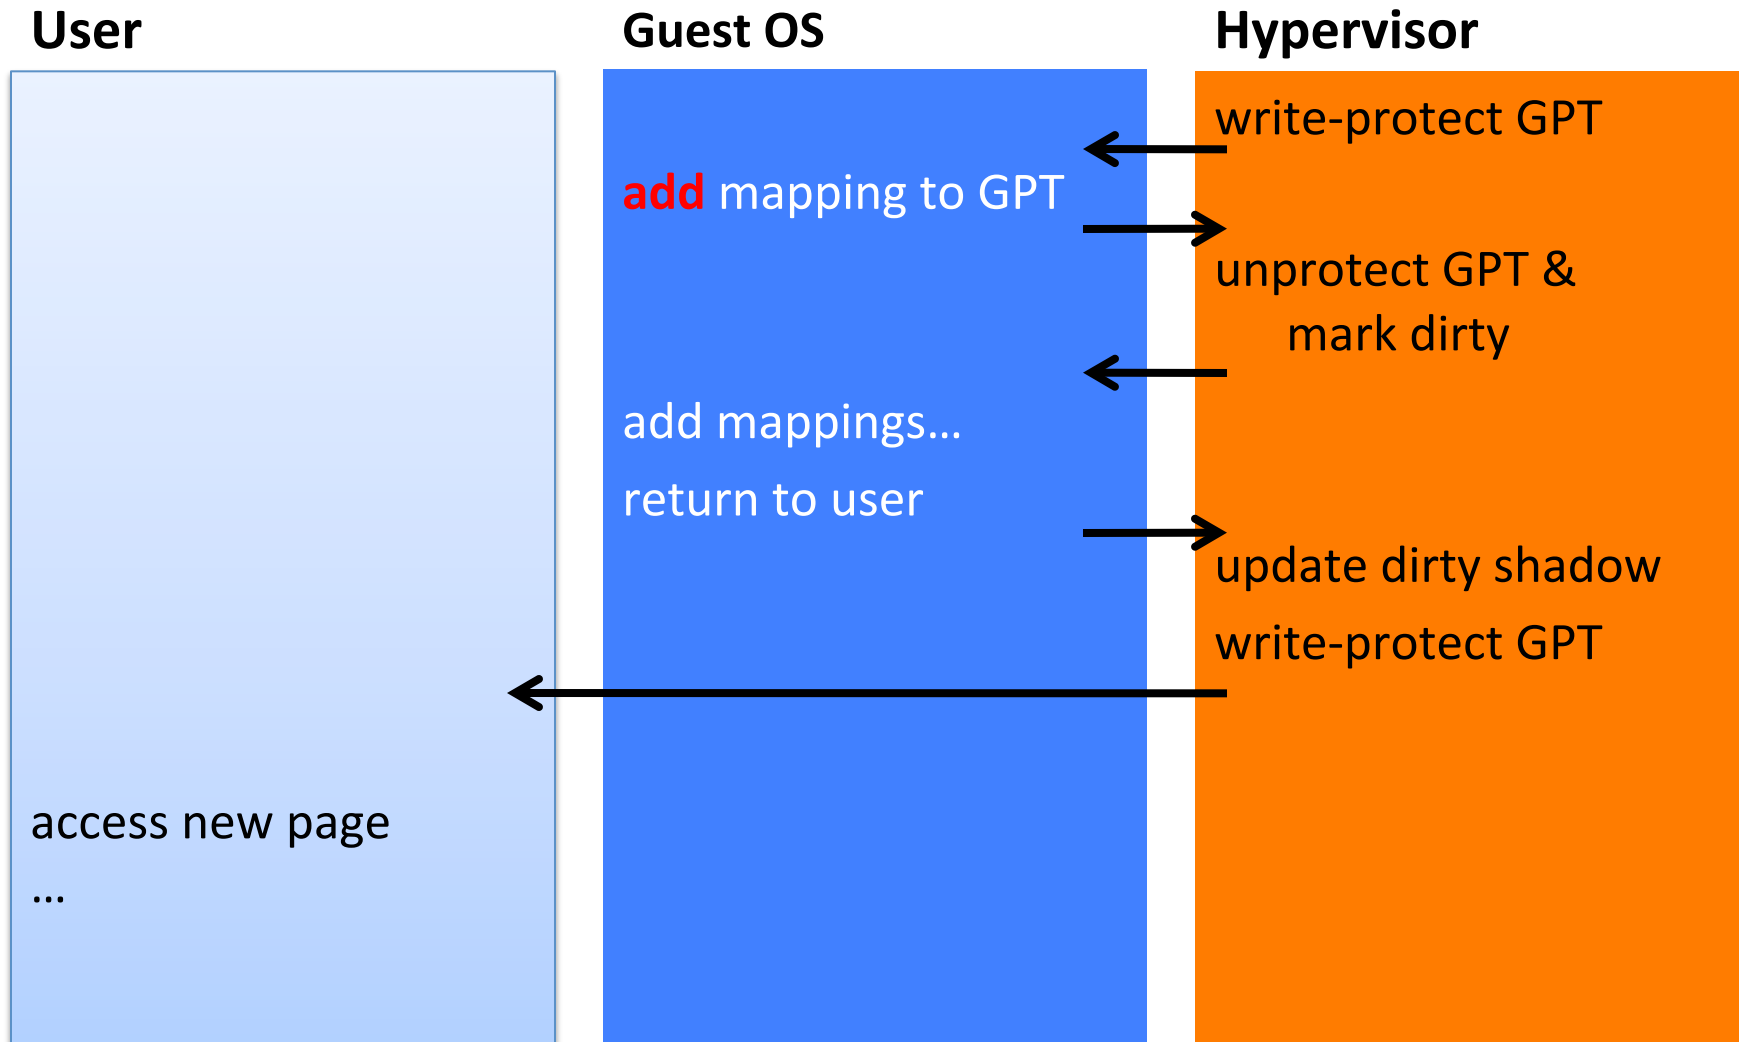 User
Guest OS
Hypervisor
write-protect GPT
add mapping to GPT
unprotect GPT &
mark dirty
add mappings...
return to user
update dirty shadow
write-protect GPT
access new page
...